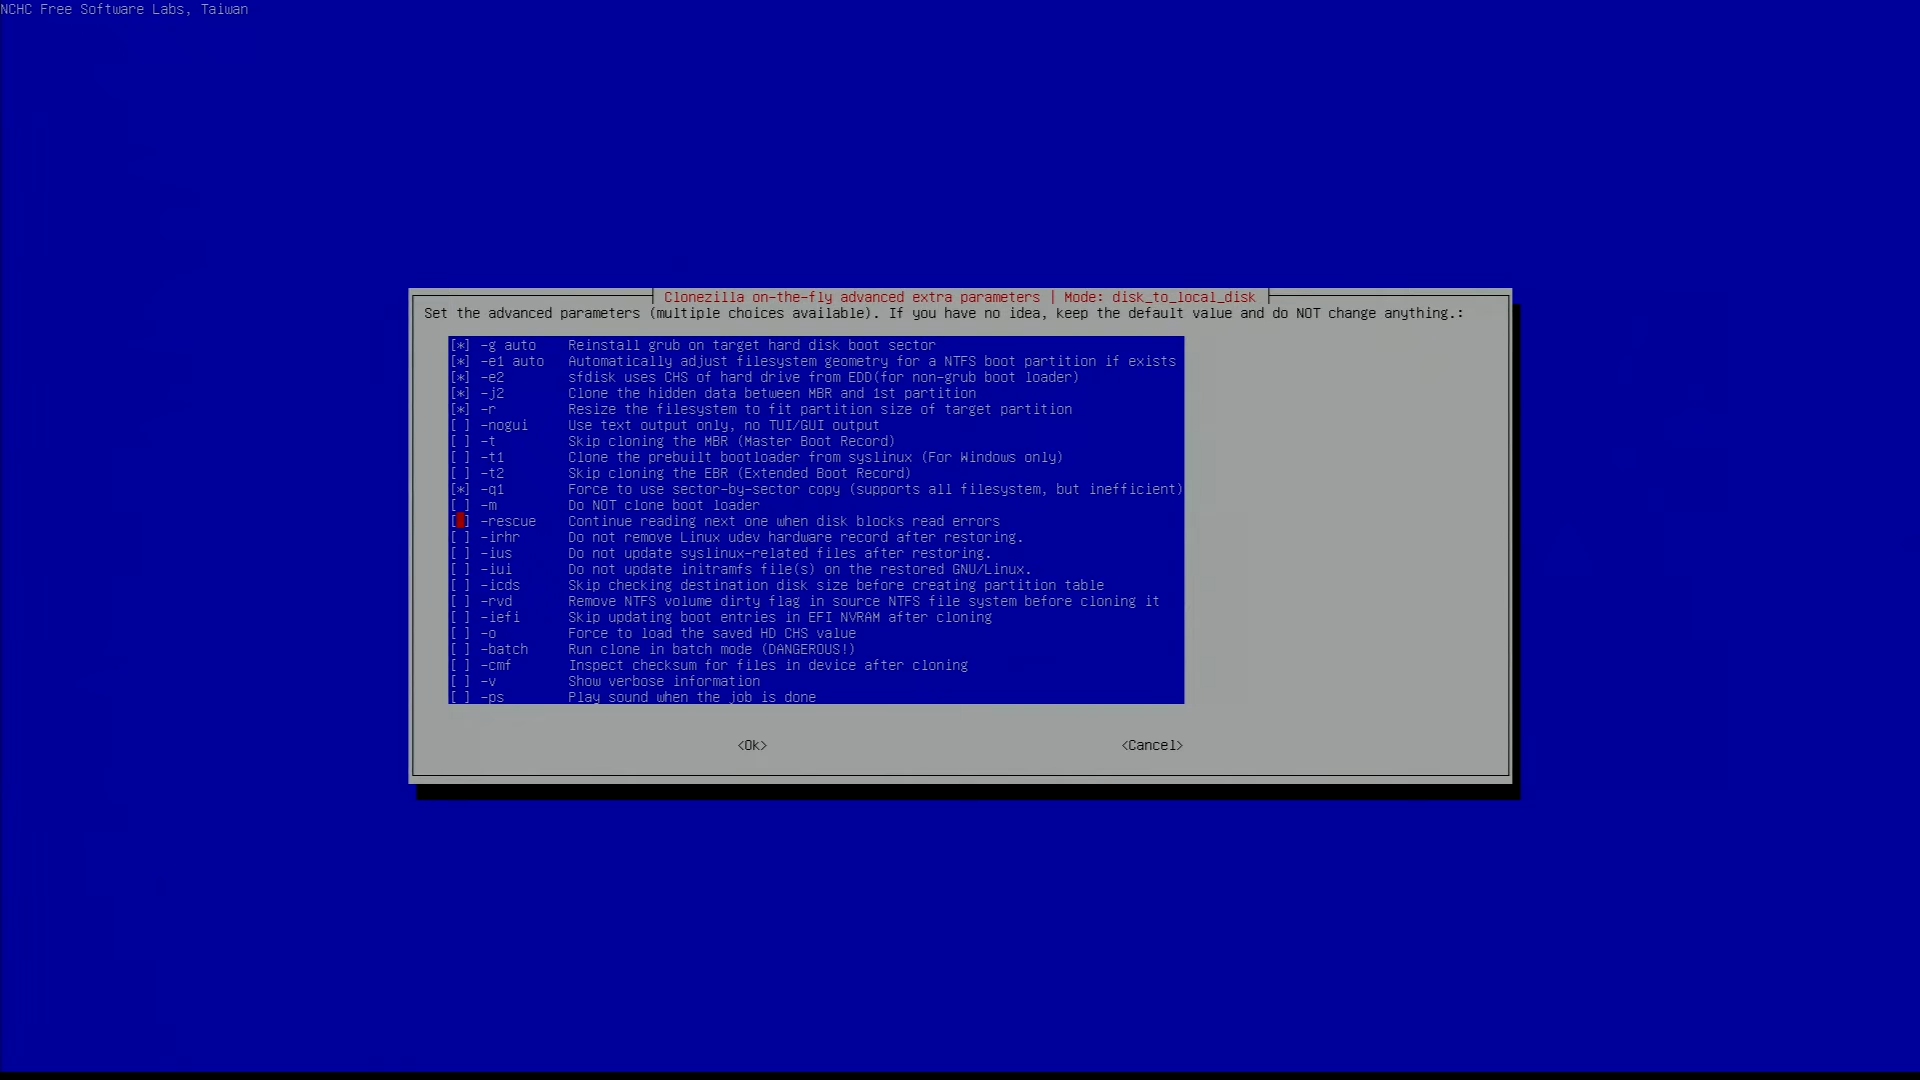 NCHC Free Software Labs, Taiwan
Clonezilla on-the-fly advanced extra parameters | Mode: disk_to_local_disk
Set the advanced parameters (multiple choices available). If you have no idea, keep the default value and do NOT change anything.:
[*] -g auto Reinstall grub on target hard disk boot sector
[*] -e1 auto Automatically adjust filesystem geometry for a NTFS boot partition if exists
[*] -e2 sfdisk uses CHS of hard drive from EDD(for non-grub boot loader)
[*] -j2 Clone the hidden data between MBR and 1st partition
[*] -r Resize the filesystem to fit partition size of target partition
[ ] -nogui Use text output only, no TUI/GUI output
[ ] -t Skip cloning the MBR (Master Boot Record)
[ ] -t1 Clone the prebuilt bootloader from syslinux (For Windows only)
[ ] -t2 Skip cloning the EBR (Extended Boot Record)
[*] -q1 Force to use sector-by-sector copy (supports all filesystem, but inefficient)
[ ] -m Do NOT clone boot loader
[ ] -rescue Continue reading next one when disk blocks read errors
[ ] -irhr Do not remove Linux udev hardware record after restoring.
[ ] -ius Do not update syslinux-related files after restoring.
[ ] -iui Do not update initramfs file(s) on the restored GNU/Linux.
[ ] -icds Skip checking destination disk size before creating partition table
[ ] -rvd Remove NTFS volume dirty flag in source NTFS file system before cloning it
[ ] -iefi Skip updating boot entries in EFI NVRAM after cloning
[ ] -o Force to load the saved HD CHS value
[ ] -batch Run clone in batch mode (DANGEROUS!)
[ ] -cmf Inspect checksum for files in device after cloning
[ ] -v Show verbose information
[ ] -ps Play sound when the job is done
<Ok> <Cancel>